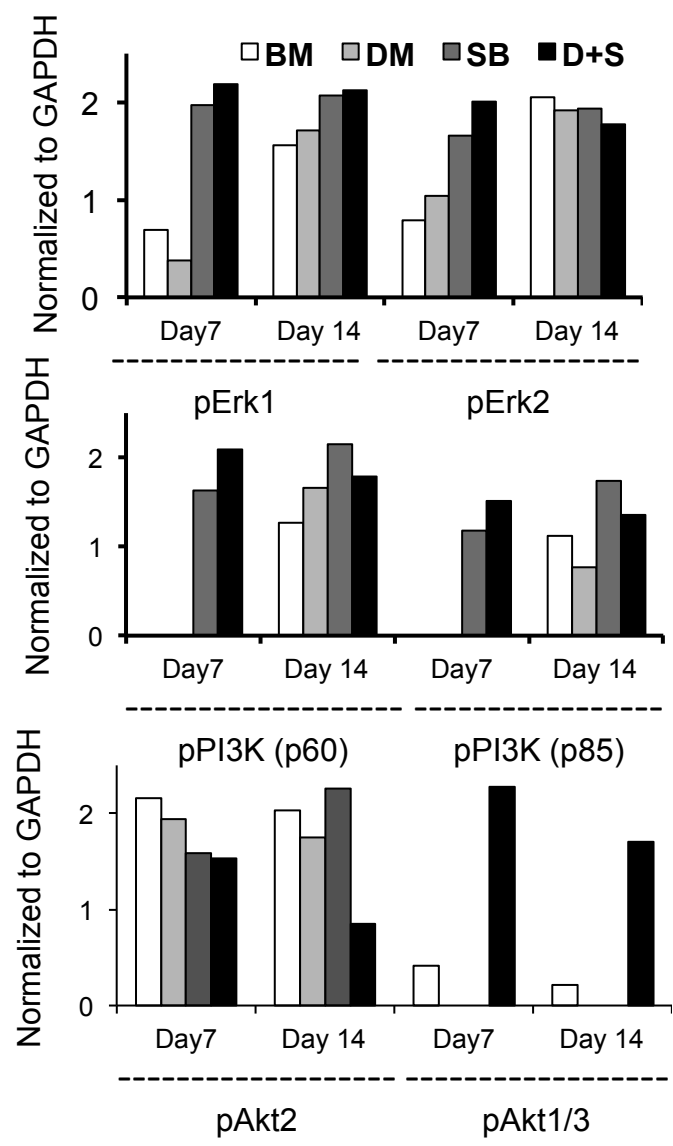 BM DM SB D+S
Normalized to GAPDH
2
1
0
Day7 Day 14 Day7 Day 14
pErk1 pErk2
Normalized to GAPDH
2
1
0
Day7 Day 14 Day7 Day 14
pPI3K (p60) pPI3K (p85)
Normalized to GAPDH
2
1
0
Day7 Day 14 Day7 Day 14
pAkt2 pAkt1/3